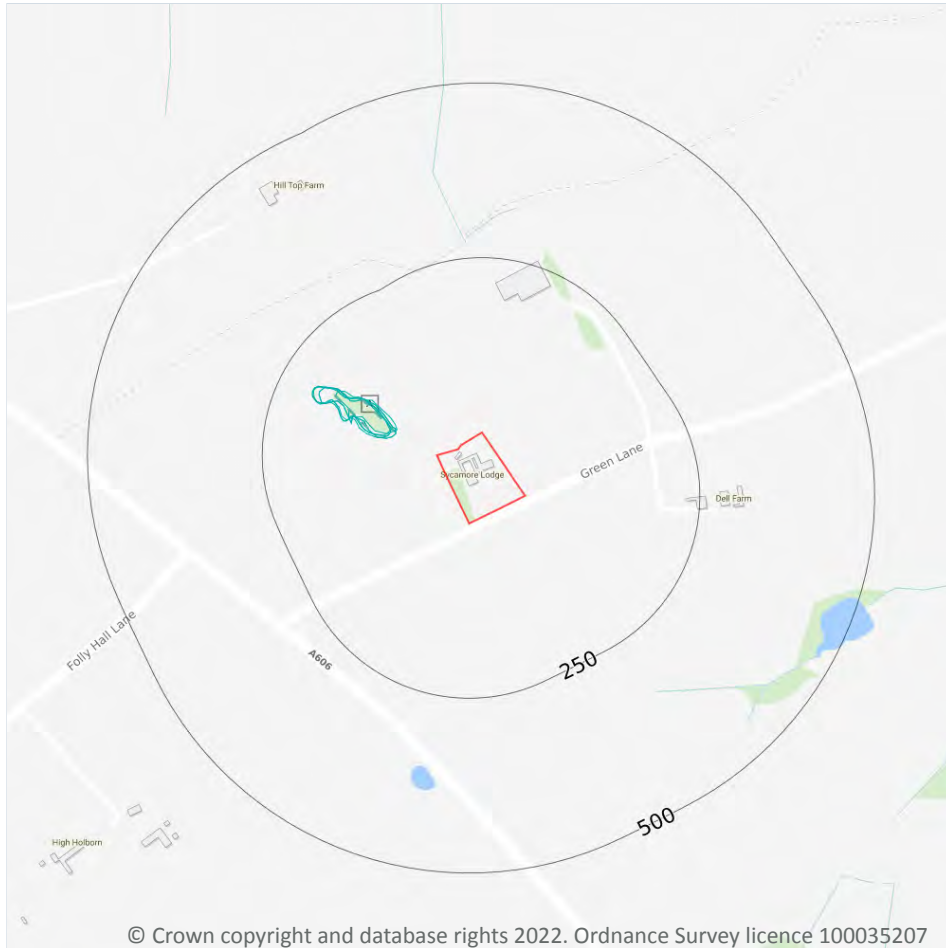 Hill Top Farm
A
Sycamore Lodge
Green Lane
Dell Farm
Folly Hall Lane
A606
250
500
High Holborn
© Crown copyright and database rights 2022. Ordnance Survey licence 100035207